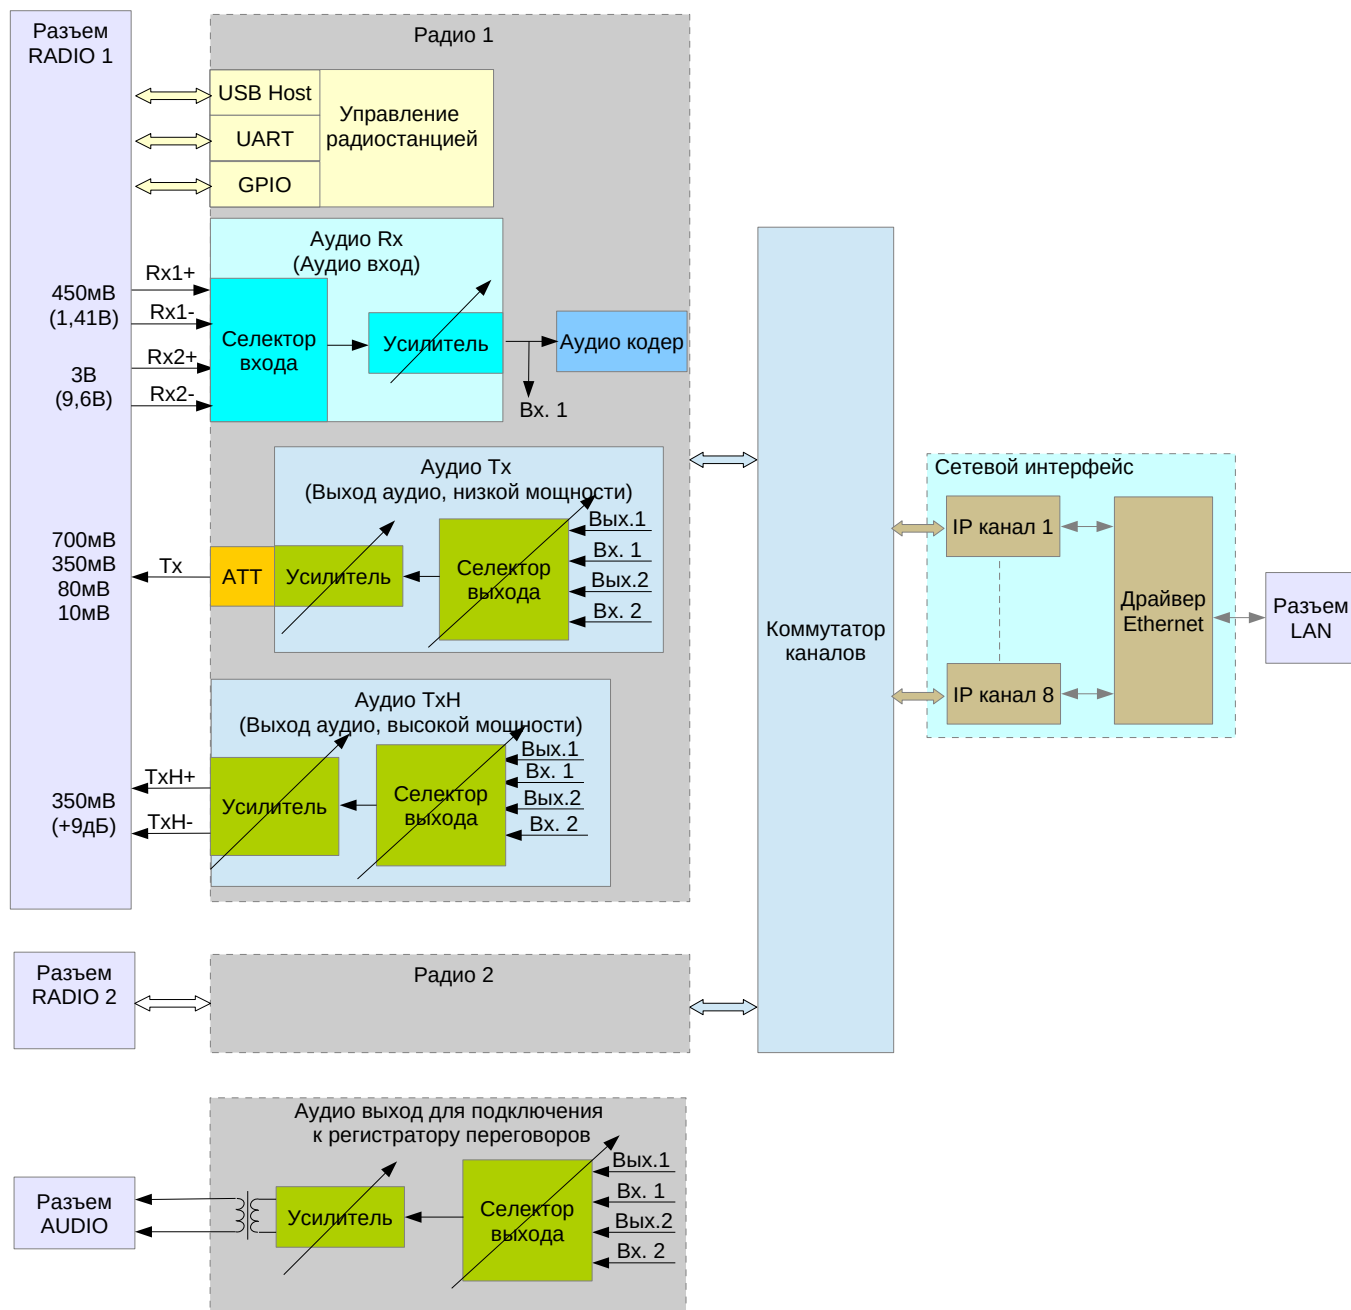 Разъем
RADIO 1
Радио 1
USB Host
UART
GPIO
Управление
радиостанцией
Аудио Rx
(Аудио вход)
Rx1+
450мВ
(1,41В)
Rx1-
Rx2+
3В
(9,6В)
Rx2-
Селектор
входа
Усилитель
Аудио кодер
Вх. 1
Аудио Tx
(Выход аудио, низкой мощности)
700мВ
350мВ
80мВ
10мВ
Tx
ATT
Усилитель
Селектор
выхода
Вых.1
Вх. 1
Вых.2
Вх. 2
Аудио TxH
(Выход аудио, высокой мощности)
TxH+
350мВ
(+9дБ)
TxH-
Усилитель
Селектор
выхода
Вых.1
Вх. 1
Вых.2
Вх. 2
Коммутатор
каналов
Сетевой интерфейс
IP канал 1
IP канал 8
Драйвер
Ethernet
Разъем
LAN
Разъем
RADIO 2
Радио 2
Аудио выход для подключения
к регистратору переговоров
Разъем
AUDIO
Усилитель
Селектор
выхода
Вых.1
Вх. 1
Вых.2
Вх. 2